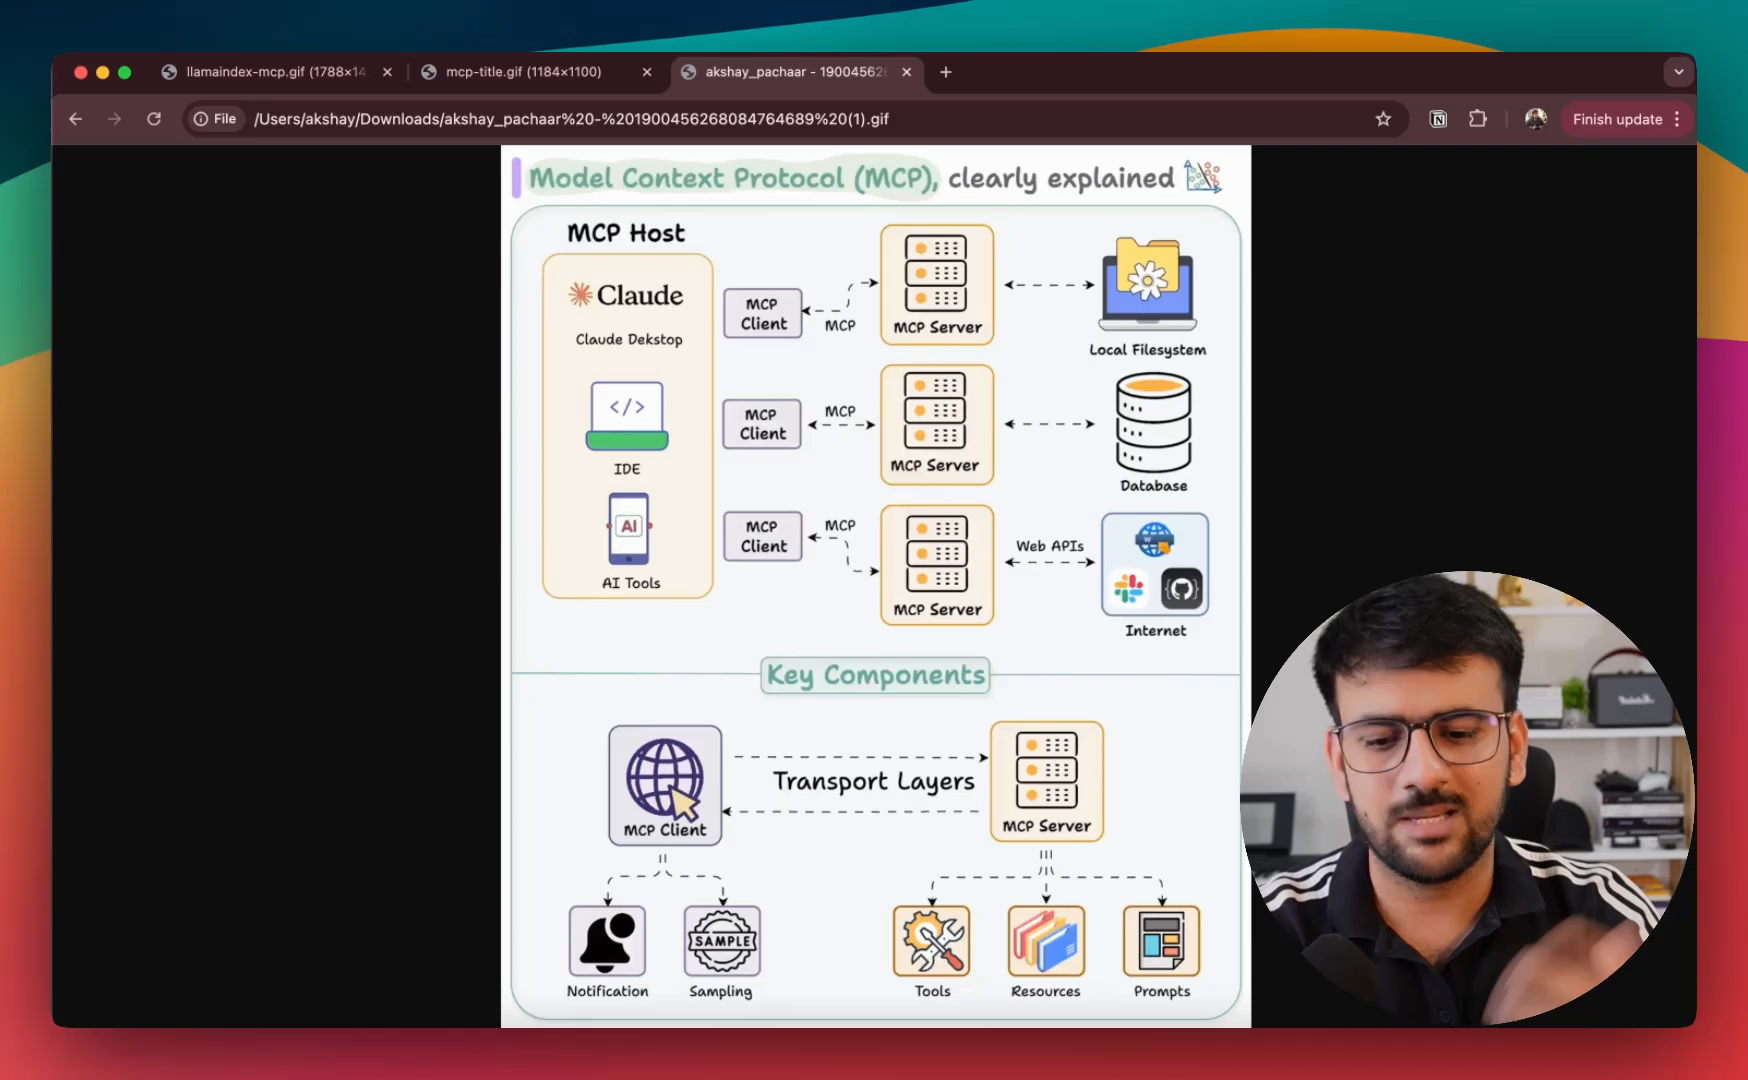 llamaindex-mcp.gif (1788×14
mcp-title.gif (1184×1100)
akshay_pachaar - 190045626
File
/Users/akshay/Downloads/akshay_pachaar%20-%201900456268084764689%20(1).gif
Finish update
Model Context Protocol (MCP), clearly explained
MCP Host
Claude
Claude Dekstop
IDE
AI
AI Tools
MCP
Client
MCP
MCP Server
Local Filesystem
MCP
Client
MCP
MCP Server
Database
MCP
Client
MCP
MCP Server
Web APIs
W
Internet
Key Components
MCP Client
Transport Layers
MCP Server
Notification
SAMPLE
Sampling
Tools
Resources
Prompts